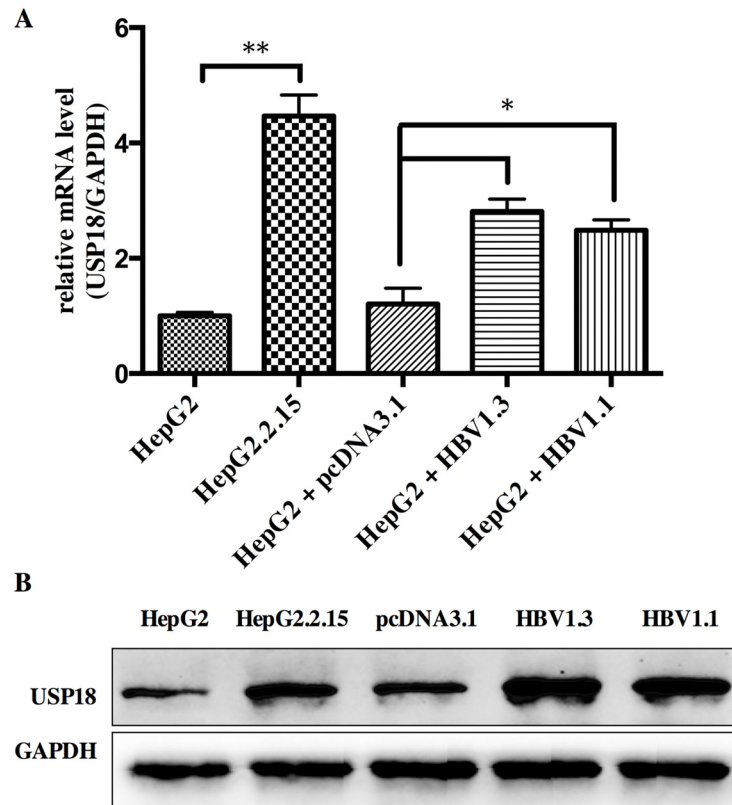 A
relative mRNA level
(USP18/GAPDH)
6
4
2
0
**
*
HepG2
HepG2.2.15
HepG2 + pcDNA3.1
HepG2 + HBV1.3
HepG2 + HBV1.1
B
HepG2 HepG2.2.15 pcDNA3.1 HBV1.3 HBV1.1
USP18
GAPDH